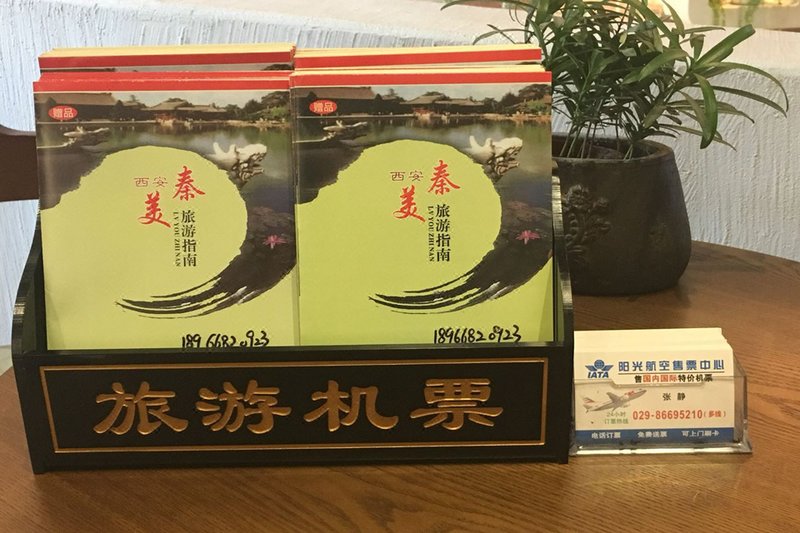 赠品
西安
秦
美
旅游指南
LV YOU ZHI NAN
18966820923
赠品
西安
秦
美
旅游指南
LV YOU ZHI NAN
18966820923
旅游机票
IATA
阳光航空售票中心
售国内国际特价机票
张 静
24小时
订票热线
029-86695210(多线)
电话订票 免费送票 可上门刷卡